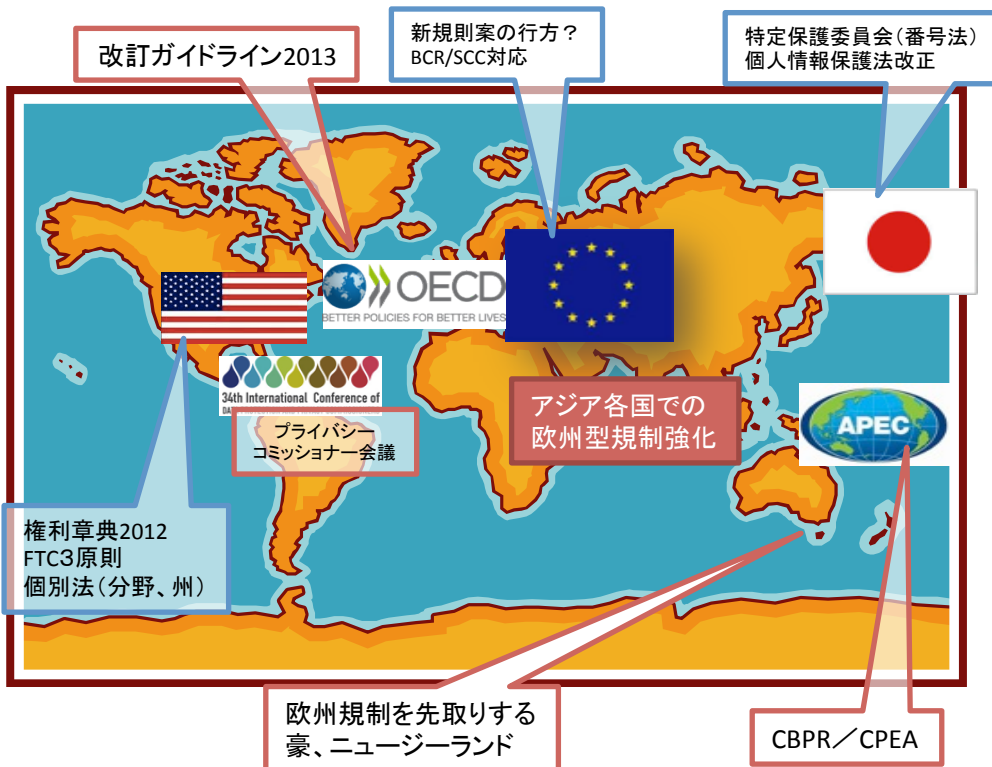 改訂ガイドライン2013
新規則案の行方？
BCR/SCC対応
特定保護委員会（番号法）
個人情報保護法改正
OECD
BETTER POLICIES FOR BETTER LIVES
34th International Conference of
プライバシー
コミッショナー会議
アジア各国での
欧州型規制強化
APEC
権利章典2012
FTC３原則
個別法（分野、州）
欧州規制を先取りする
豪、ニュージーランド
CBPR／CPEA